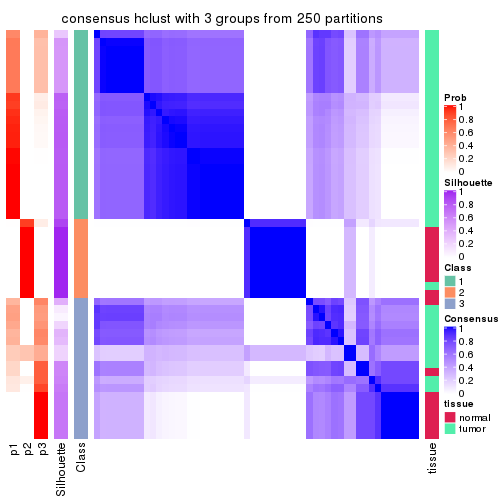 consensus hclust with 3 groups from 250 partitions
Prob
1
0.8
0.6
0.4
0.2
0
Silhouette
1
0.8
0.6
0.4
0.2
0
Class
1
2
3
Consensus
1
0.8
0.6
0.4
0.2
0
tissue
normal
tumor
p1
p2
p3
Silhouette
Class
tissue